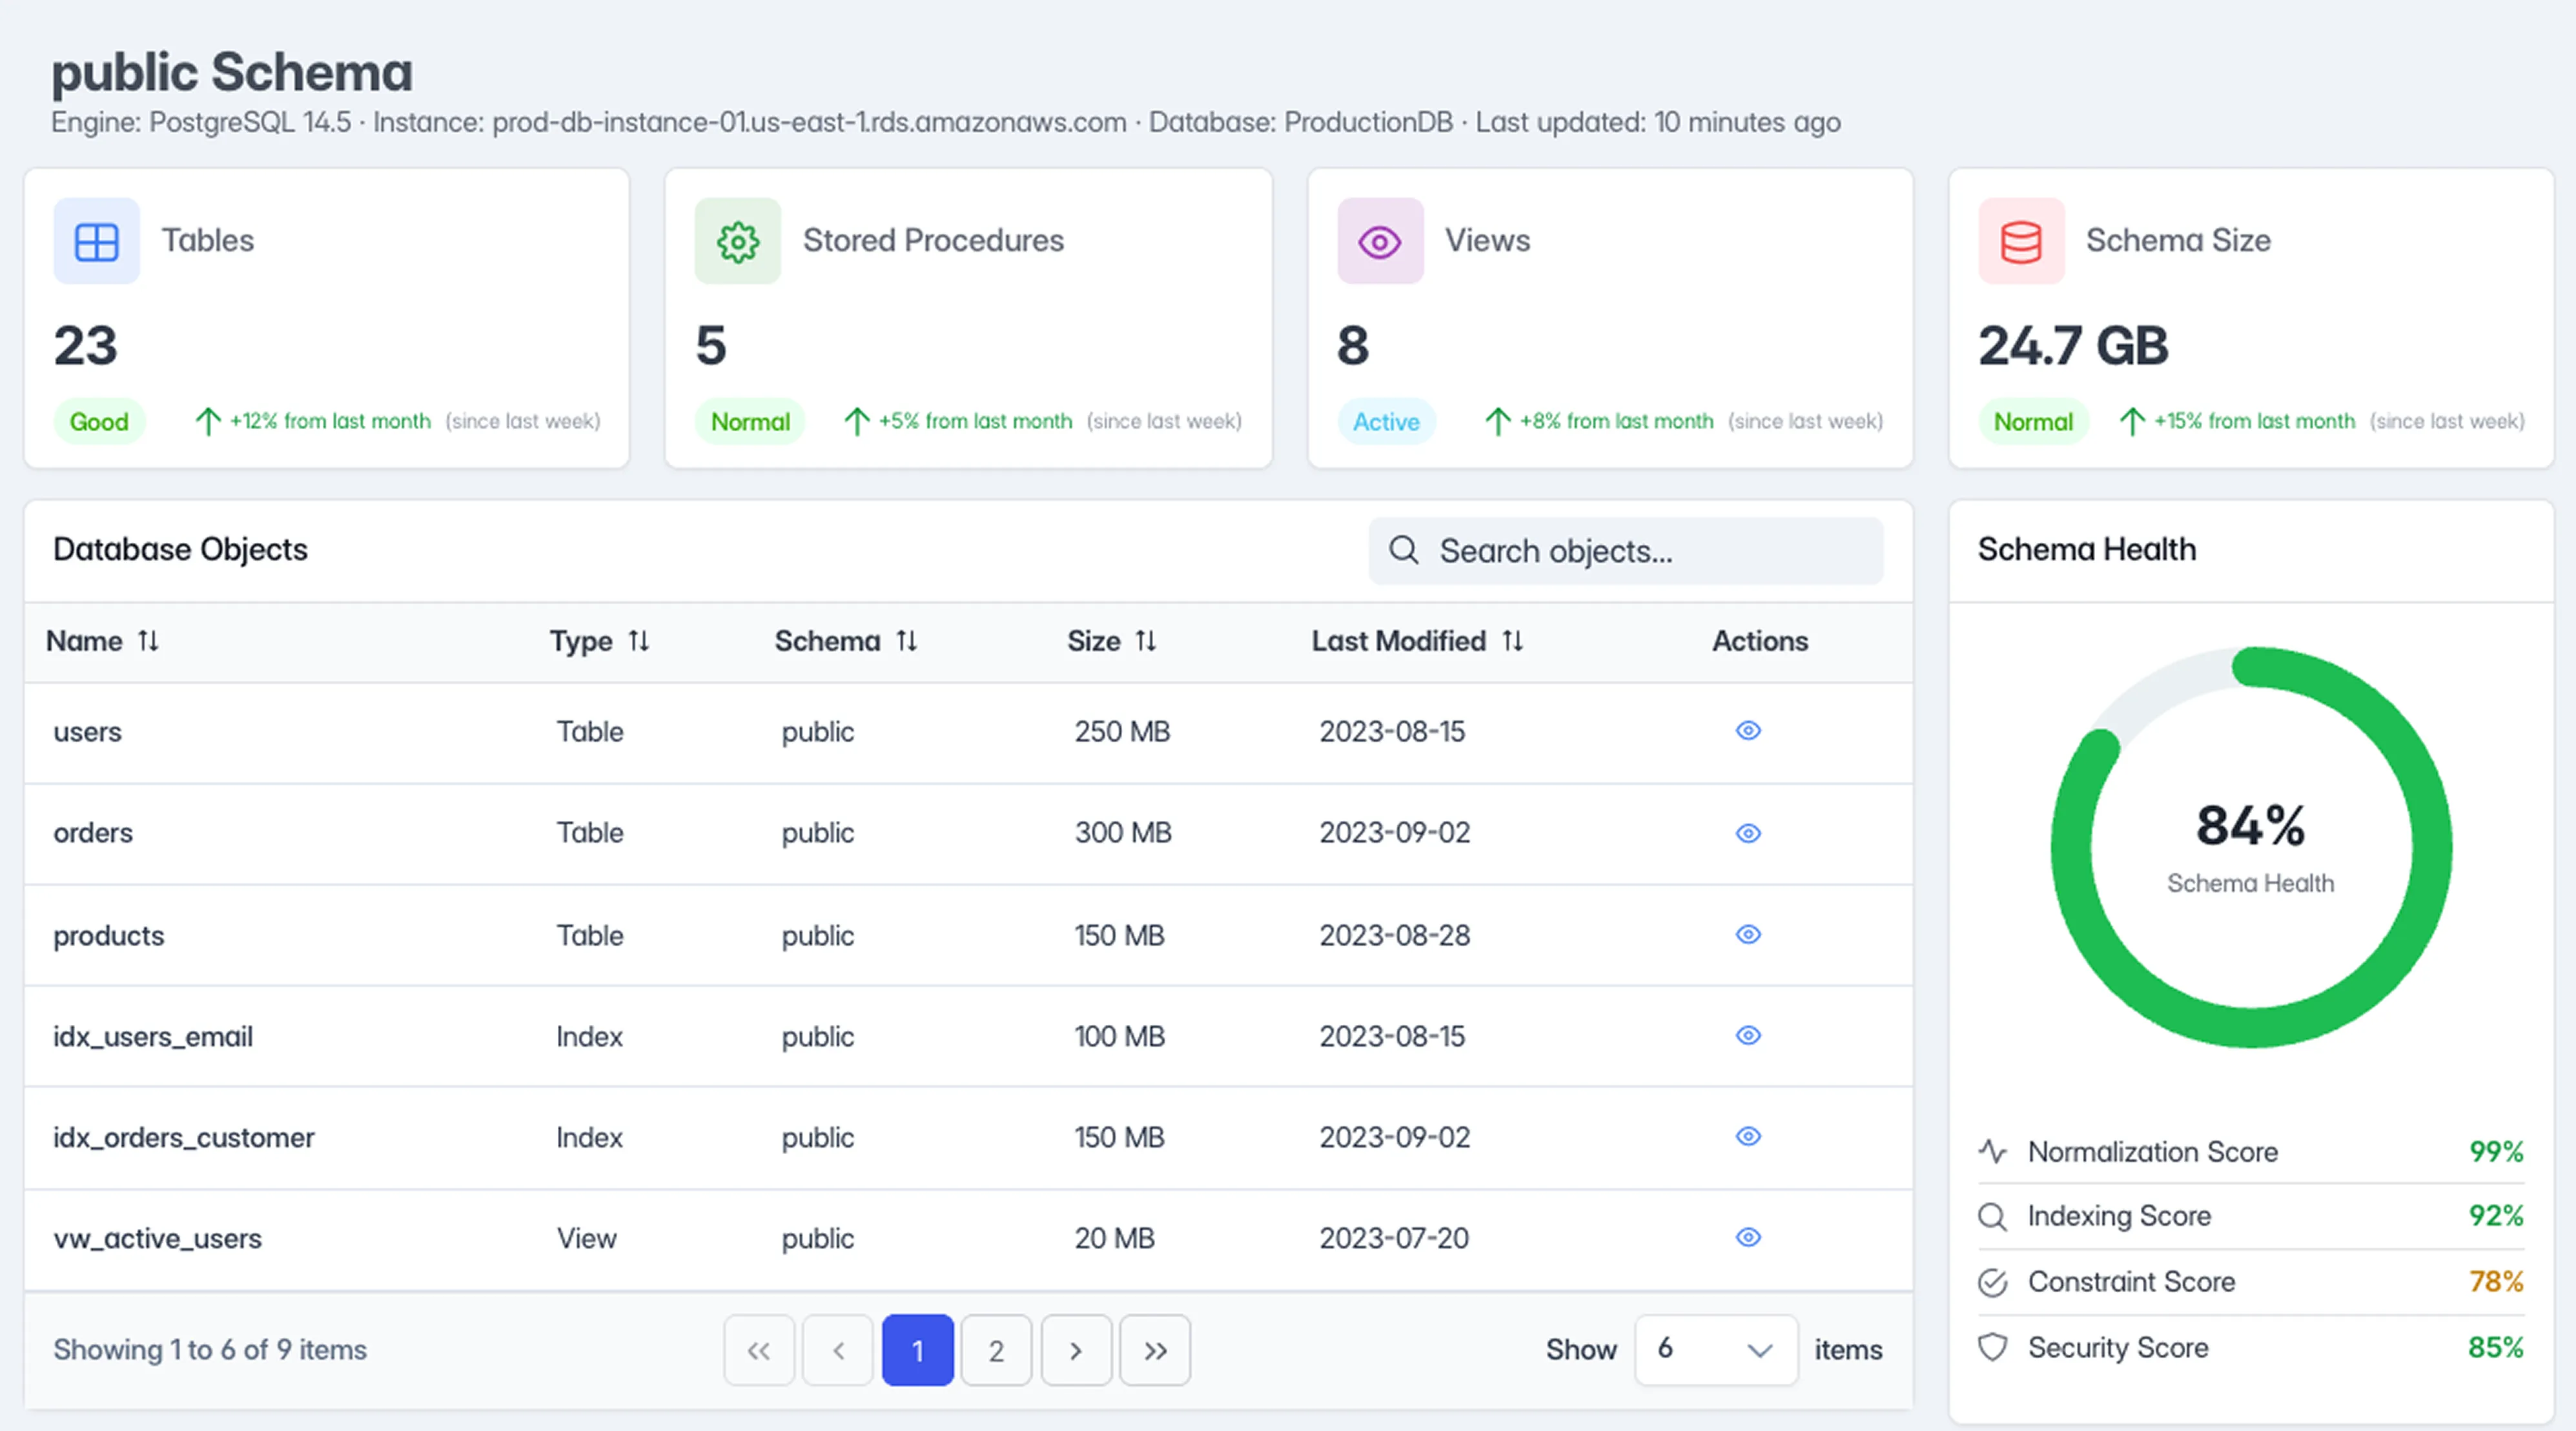 public Schema
Engine: PostgreSQL 14.5 · Instance: prod-db-instance-01.us-east-1.rds.amazonaws.com · Database: ProductionDB · Last updated: 10 minutes ago
Tables
23
Good +12% from last month (since last week)
Stored Procedures
5
Normal +5% from last month (since last week)
Views
8
Active +8% from last month (since last week)
Schema Size
24.7 GB
Normal +15% from last month (since last week)
Database Objects Search objects...
Name Type Schema Size Last Modified Actions
users Table public 250 MB 2023-08-15
orders Table public 300 MB 2023-09-02
products Table public 150 MB 2023-08-28
idx_users_email Index public 100 MB 2023-08-15
idx_orders_customer Index public 150 MB 2023-09-02
vw_active_users View public 20 MB 2023-07-20
Showing 1 to 6 of 9 items « ‹ 1 2 › » Show 6 items
Schema Health
84%
Schema Health
Normalization Score 99%
Indexing Score 92%
Constraint Score 78%
Security Score 85%